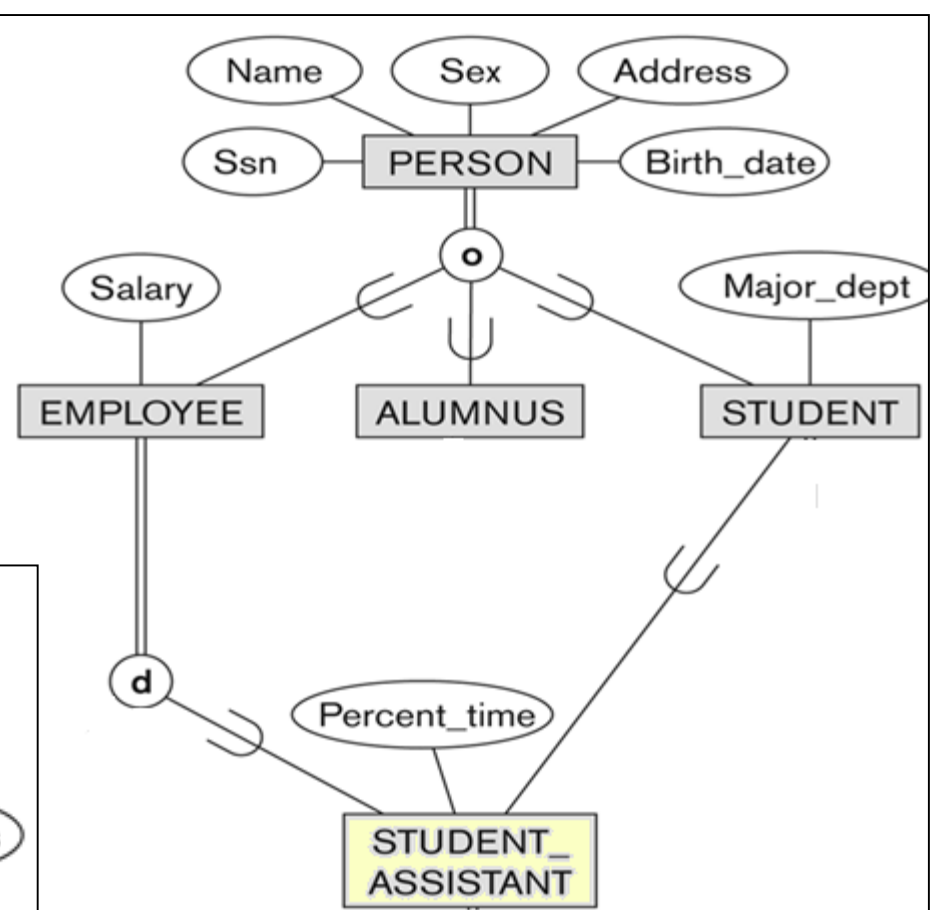 Name
Sex
Address
Ssn
PERSON
Birth_date
o
Salary
Major_dept
EMPLOYEE
ALUMNUS
STUDENT
d
Percent_time
STUDENT_
ASSISTANT